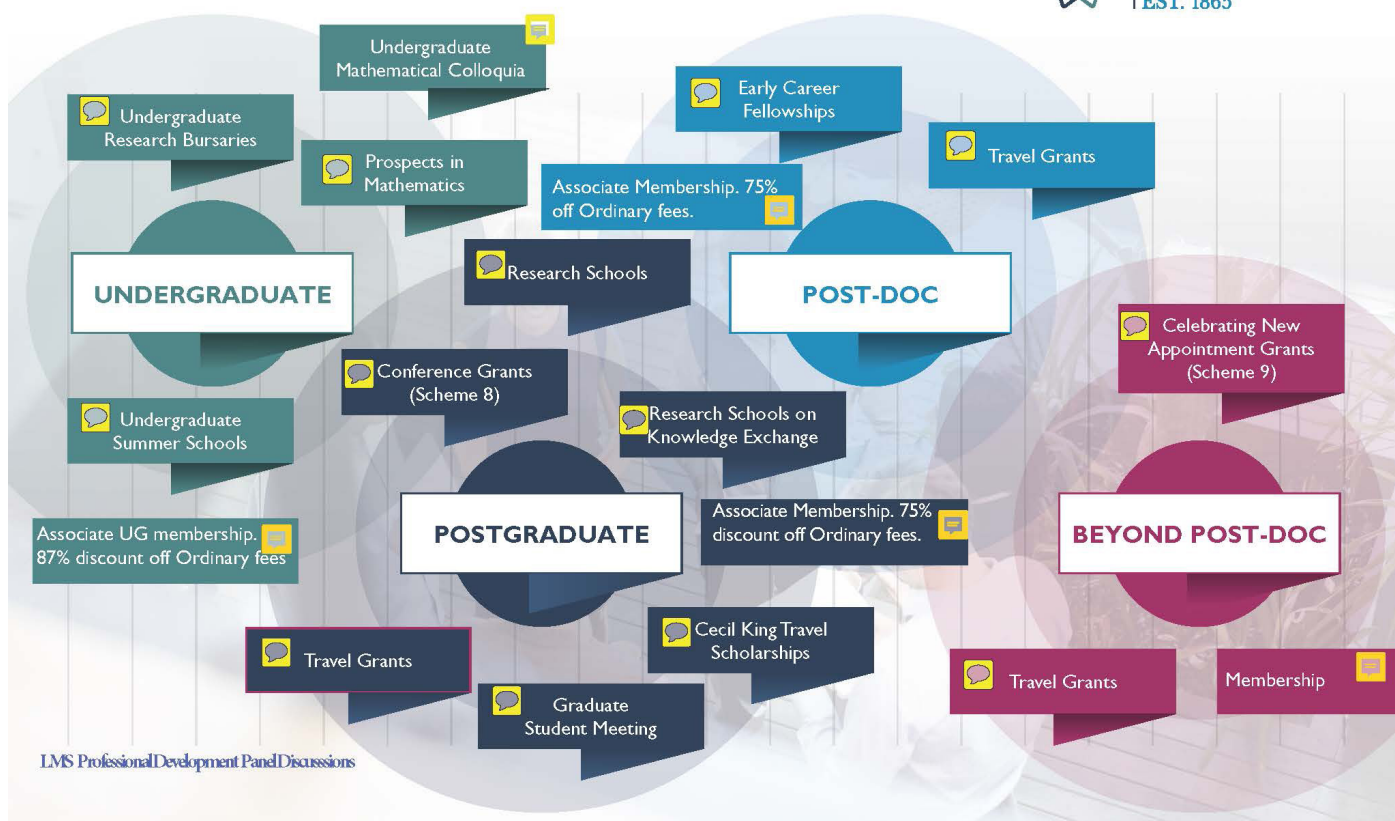 EST. 1865
Undergraduate
Mathematical Colloquia
Undergraduate
Research Bursaries
Prospects in
Mathematics
Early Career
Fellowships
Travel Grants
Associate Membership. 75%
off Ordinary fees.
Research Schools
UNDERGRADUATE
POST-DOC
Celebrating New
Appointment Grants
(Scheme 9)
Conference Grants
(Scheme 8)
Undergraduate
Summer Schools
Research Schools on
Knowledge Exchange
POSTGRADUATE
Associate Membership. 75%
discount off Ordinary fees.
BEYOND POST-DOC
Associate UG membership.
87% discount off Ordinary fees
Travel Grants
Cecil King Travel
Scholarships
Graduate
Student Meeting
Travel Grants
Membership
LMS Professional Development Panel Discusssions